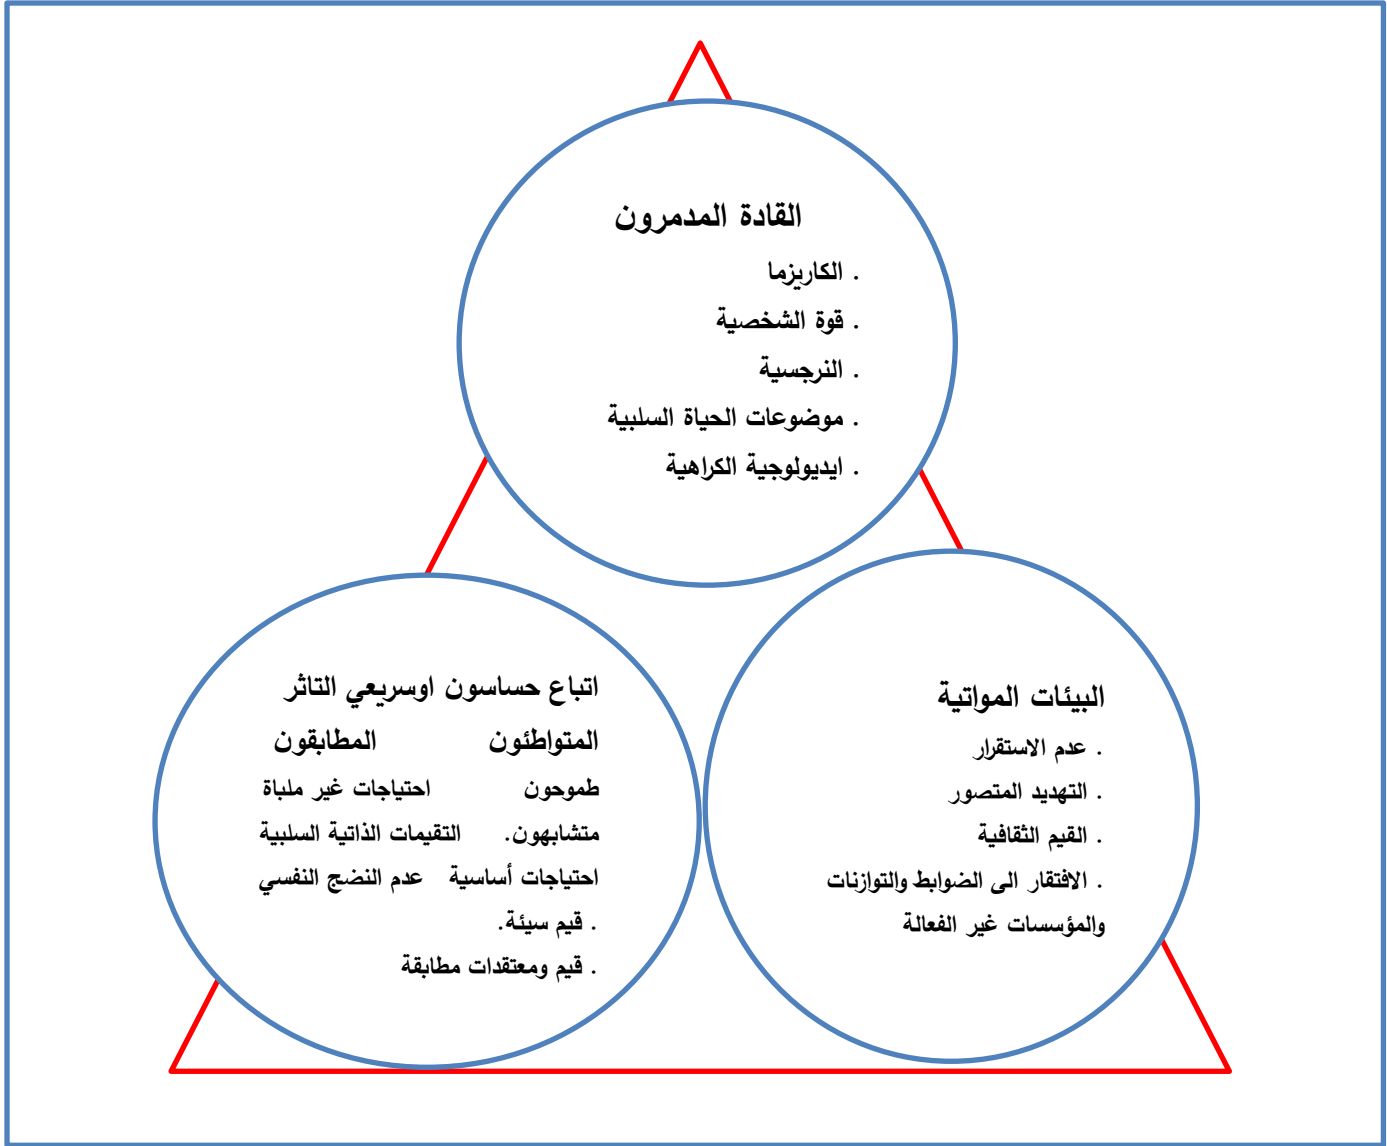 القادة المدمرون
. الكاريزما
. قوة الشخصية
. النرجسية
. موضوعات الحياة السلبية
. ايديولوجية الكراهية
اتباع حساسون اوسريعي التاثر
المتواطئون المطابقون
طموحون احتياجات غير ملباة
متشابهون. التقيمات الذاتية السلبية
احتياجات أساسية عدم النضج النفسي
. قيم سيئة.
. قيم ومعتقدات مطابقة
البيئات المواتية
. عدم الاستقرار
. التهديد المتصور
. القيم الثقافية
. الافتقار الى الضوابط والتوازنات
والمؤسسات غير الفعالة